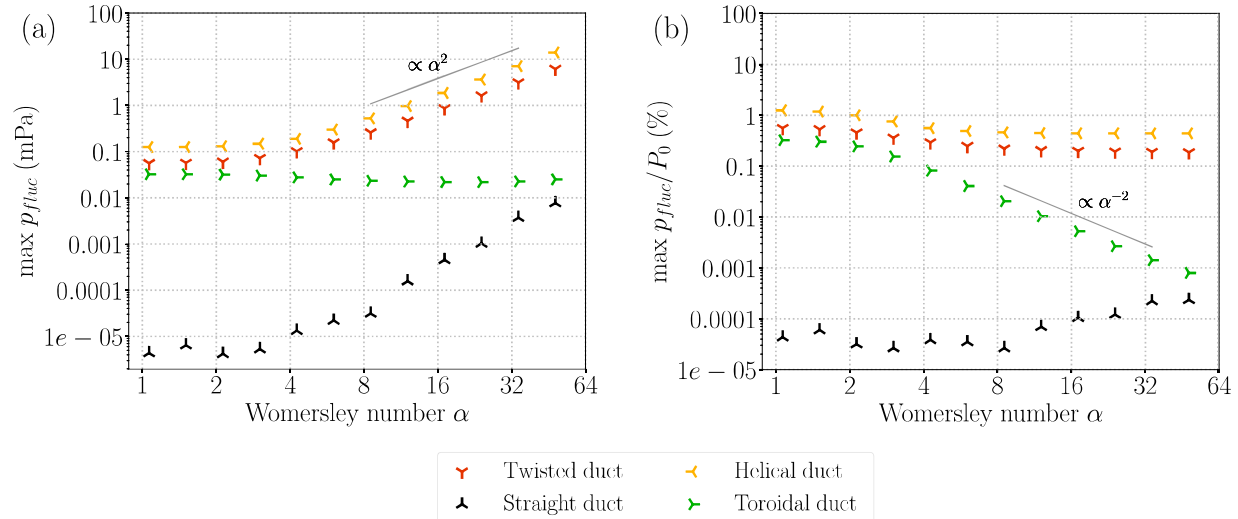 (a)
max p_fluc (mPa)
100
10
1
0.1
0.01
0.001
0.0001
1e − 05
∝ α²
1 2 4 8 16 32 64
Womersley number α
(b)
max p_fluc/P₀ (%)
100
10
1
0.1
0.01
0.001
0.0001
1e − 05
∝ α⁻²
1 2 4 8 16 32 64
Womersley number α
Twisted duct
Helical duct
Straight duct
Toroidal duct